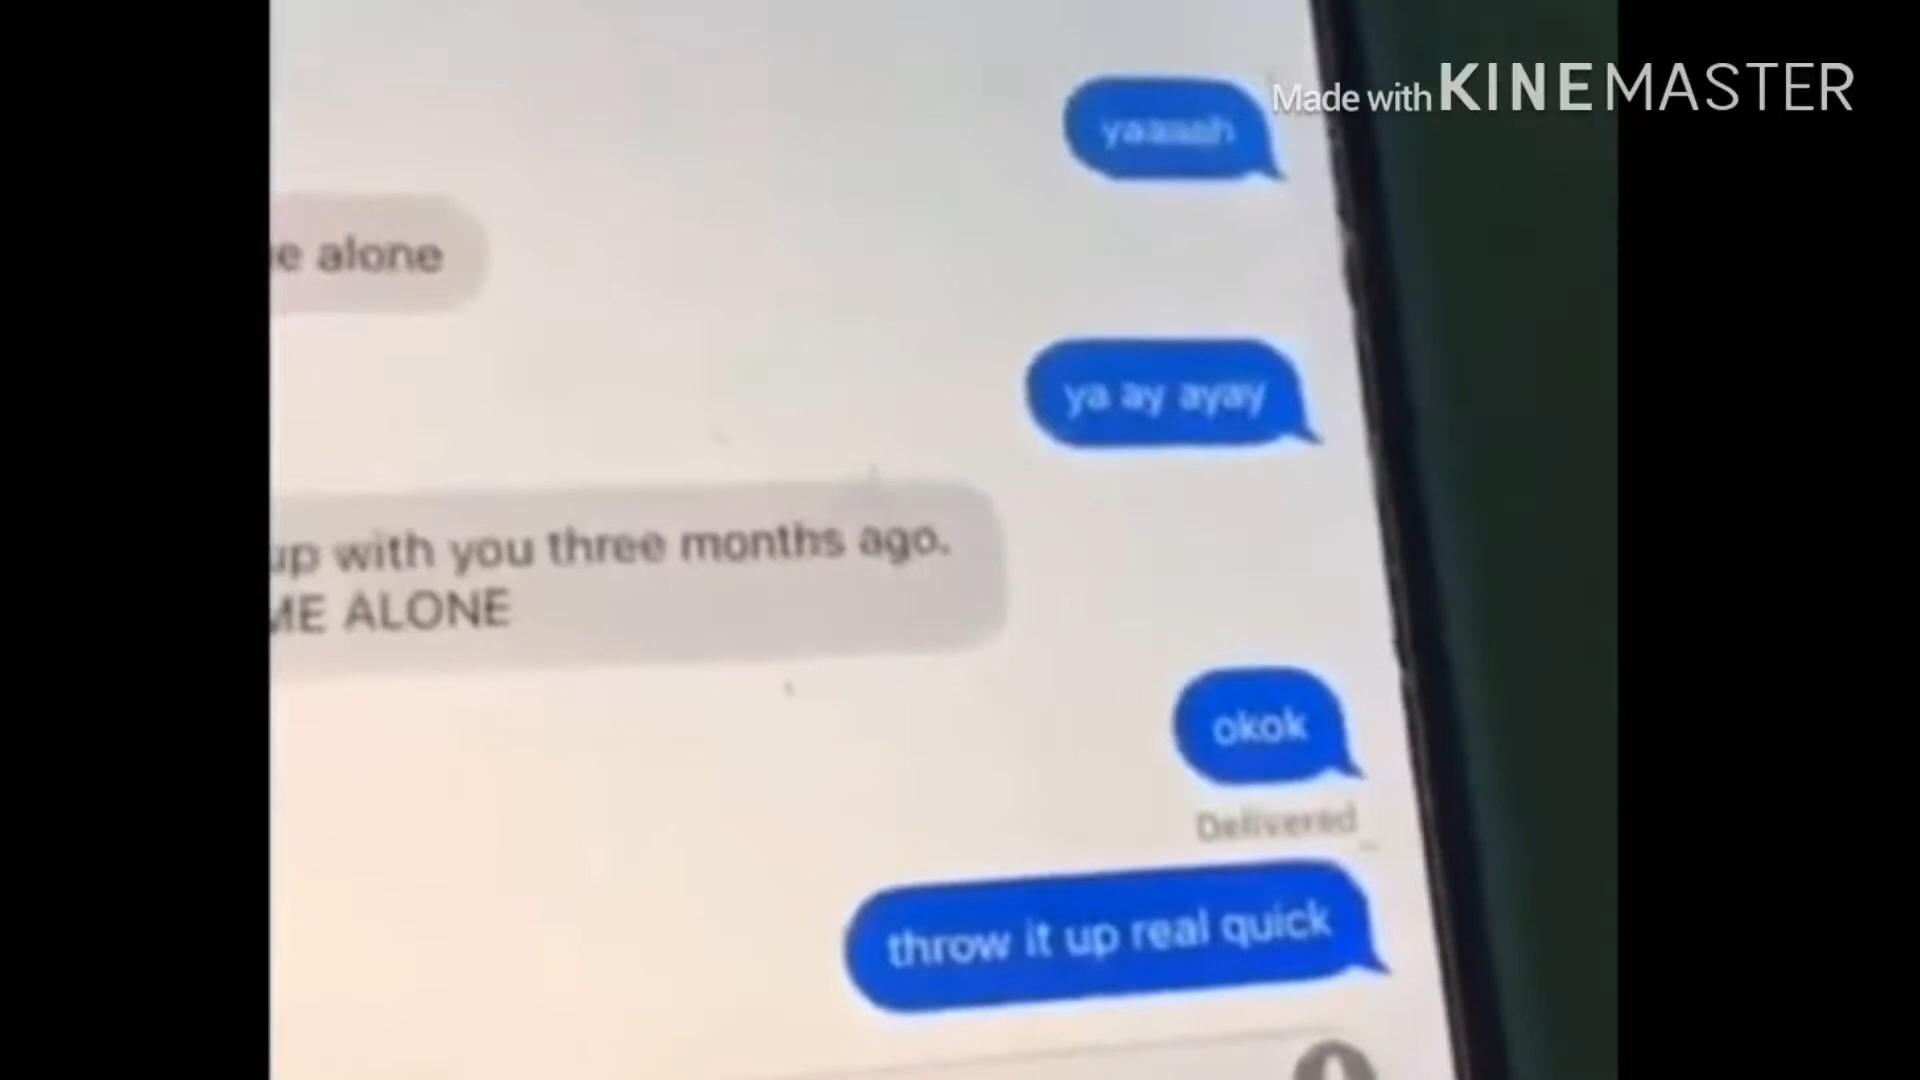 Made with KINEMASTER
yaaaah
e alone
ya ay ayay
up with you three months ago.
ME ALONE
okok
Delivered
throw it up real quick